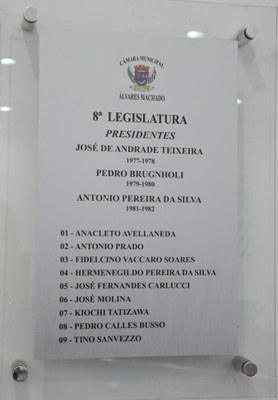 CÂMARA MUNICIPAL
ÁLVARES MACHADO
8ª LEGISLATURA
PRESIDENTES
JOSÉ DE ANDRADE TEIXEIRA
1977-1978
PEDRO BRUGNHOLI
1979-1980
ANTONIO PEREIRA DA SILVA
1981-1982
01 - ANACLETO AVELLANEDA
02 - ANTONIO PRADO
03 - FIDELCINO VACCARO SOARES
04 - HERMENEGILDO PEREIRA DA SILVA
05 - JOSÉ FERNANDES CARLUCCI
06 - JOSÉ MOLINA
07 - KIOCHI TATIZAWA
08 - PEDRO CALLES BUSSO
09 - TINO SANVEZZO